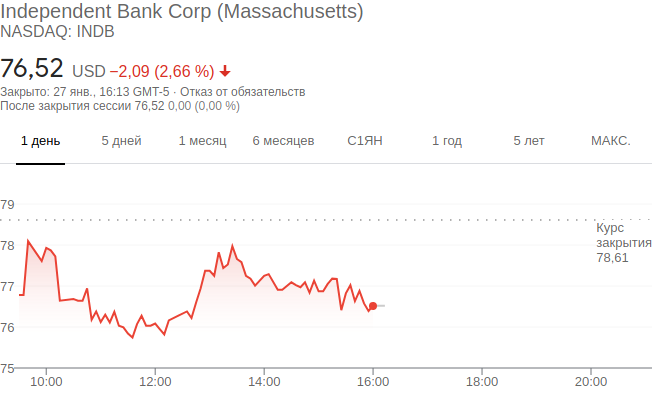 Independent Bank Corp (Massachusetts)
NASDAQ: INDB
76,52 USD −2,09 (2,66 %)
Закрыто: 27 янв., 16:13 GMT-5 · Отказ от обязательств
После закрытия сессии 76,52 0,00 (0,00 %)
1 день 5 дней 1 месяц 6 месяцев С1ЯН 1 год 5 лет МАКС.
79
Курс
закрытия
78,61
78
77
76
75
10:00 12:00 14:00 16:00 18:00 20:00